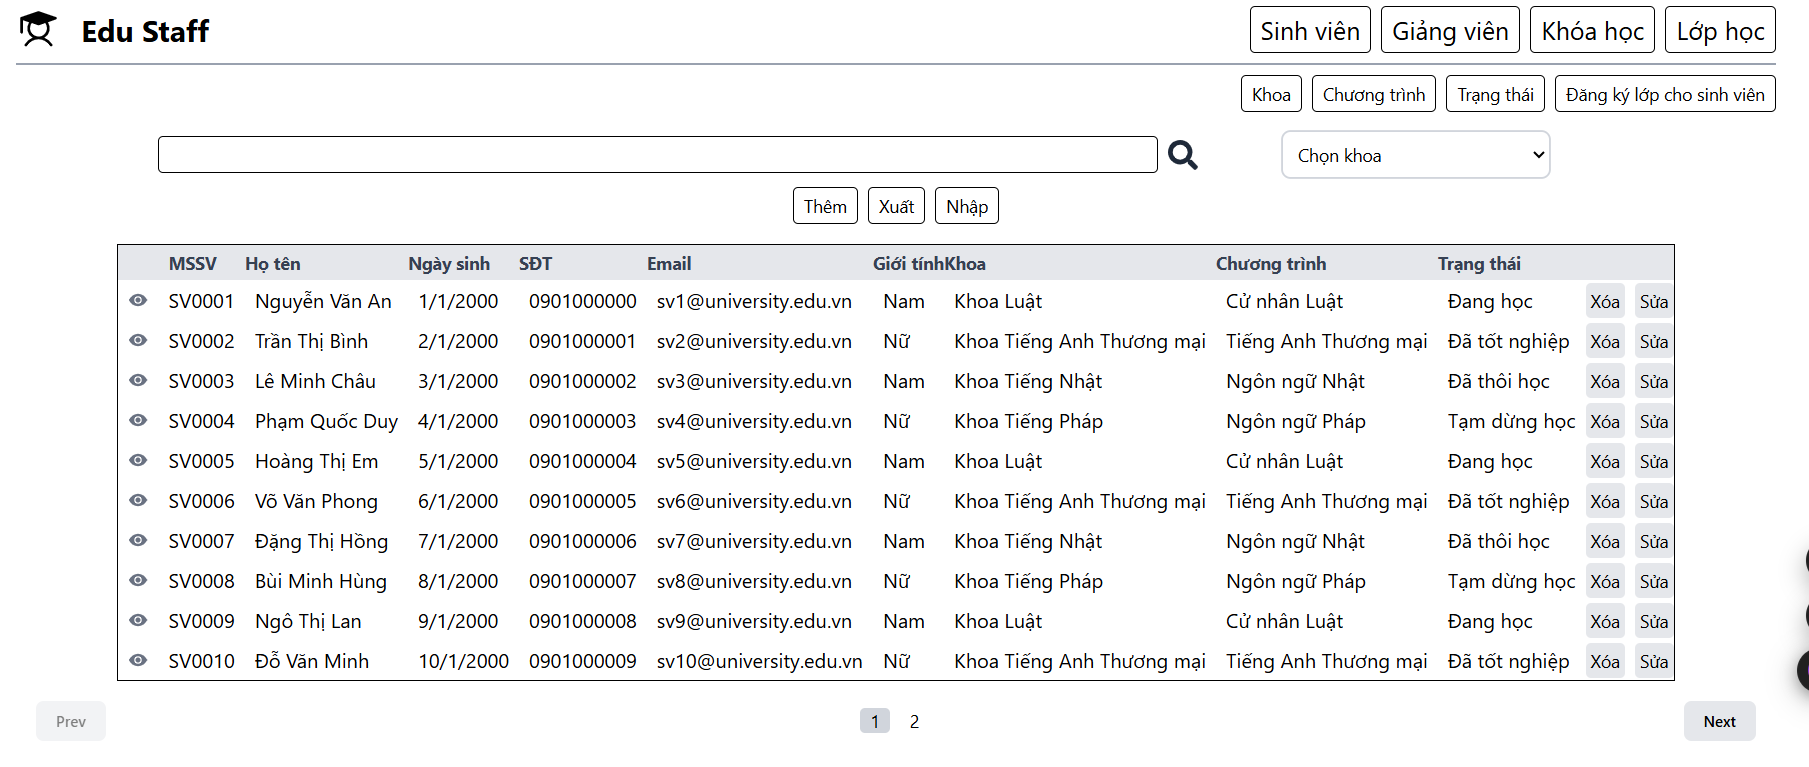 Edu Staff Sinh viên Giảng viên Khóa học Lớp học
Khoa Chương trình Trạng thái Đăng ký lớp cho sinh viên
Chọn khoa
Thêm Xuất Nhập
MSSV Họ tên Ngày sinh SĐT Email Giới tính Khoa Chương trình Trạng thái
SV0001 Nguyễn Văn An 1/1/2000 0901000000 sv1@university.edu.vn Nam Khoa Luật Cử nhân Luật Đang học Xóa Sửa
SV0002 Trần Thị Bình 2/1/2000 0901000001 sv2@university.edu.vn Nữ Khoa Tiếng Anh Thương mại Tiếng Anh Thương mại Đã tốt nghiệp Xóa Sửa
SV0003 Lê Minh Châu 3/1/2000 0901000002 sv3@university.edu.vn Nam Khoa Tiếng Nhật Ngôn ngữ Nhật Đã thôi học Xóa Sửa
SV0004 Phạm Quốc Duy 4/1/2000 0901000003 sv4@university.edu.vn Nữ Khoa Tiếng Pháp Ngôn ngữ Pháp Tạm dừng học Xóa Sửa
SV0005 Hoàng Thị Em 5/1/2000 0901000004 sv5@university.edu.vn Nam Khoa Luật Cử nhân Luật Đang học Xóa Sửa
SV0006 Võ Văn Phong 6/1/2000 0901000005 sv6@university.edu.vn Nữ Khoa Tiếng Anh Thương mại Tiếng Anh Thương mại Đã tốt nghiệp Xóa Sửa
SV0007 Đặng Thị Hồng 7/1/2000 0901000006 sv7@university.edu.vn Nam Khoa Tiếng Nhật Ngôn ngữ Nhật Đã thôi học Xóa Sửa
SV0008 Bùi Minh Hùng 8/1/2000 0901000007 sv8@university.edu.vn Nữ Khoa Tiếng Pháp Ngôn ngữ Pháp Tạm dừng học Xóa Sửa
SV0009 Ngô Thị Lan 9/1/2000 0901000008 sv9@university.edu.vn Nam Khoa Luật Cử nhân Luật Đang học Xóa Sửa
SV0010 Đỗ Văn Minh 10/1/2000 0901000009 sv10@university.edu.vn Nữ Khoa Tiếng Anh Thương mại Tiếng Anh Thương mại Đã tốt nghiệp Xóa Sửa
Prev 1 2 Next